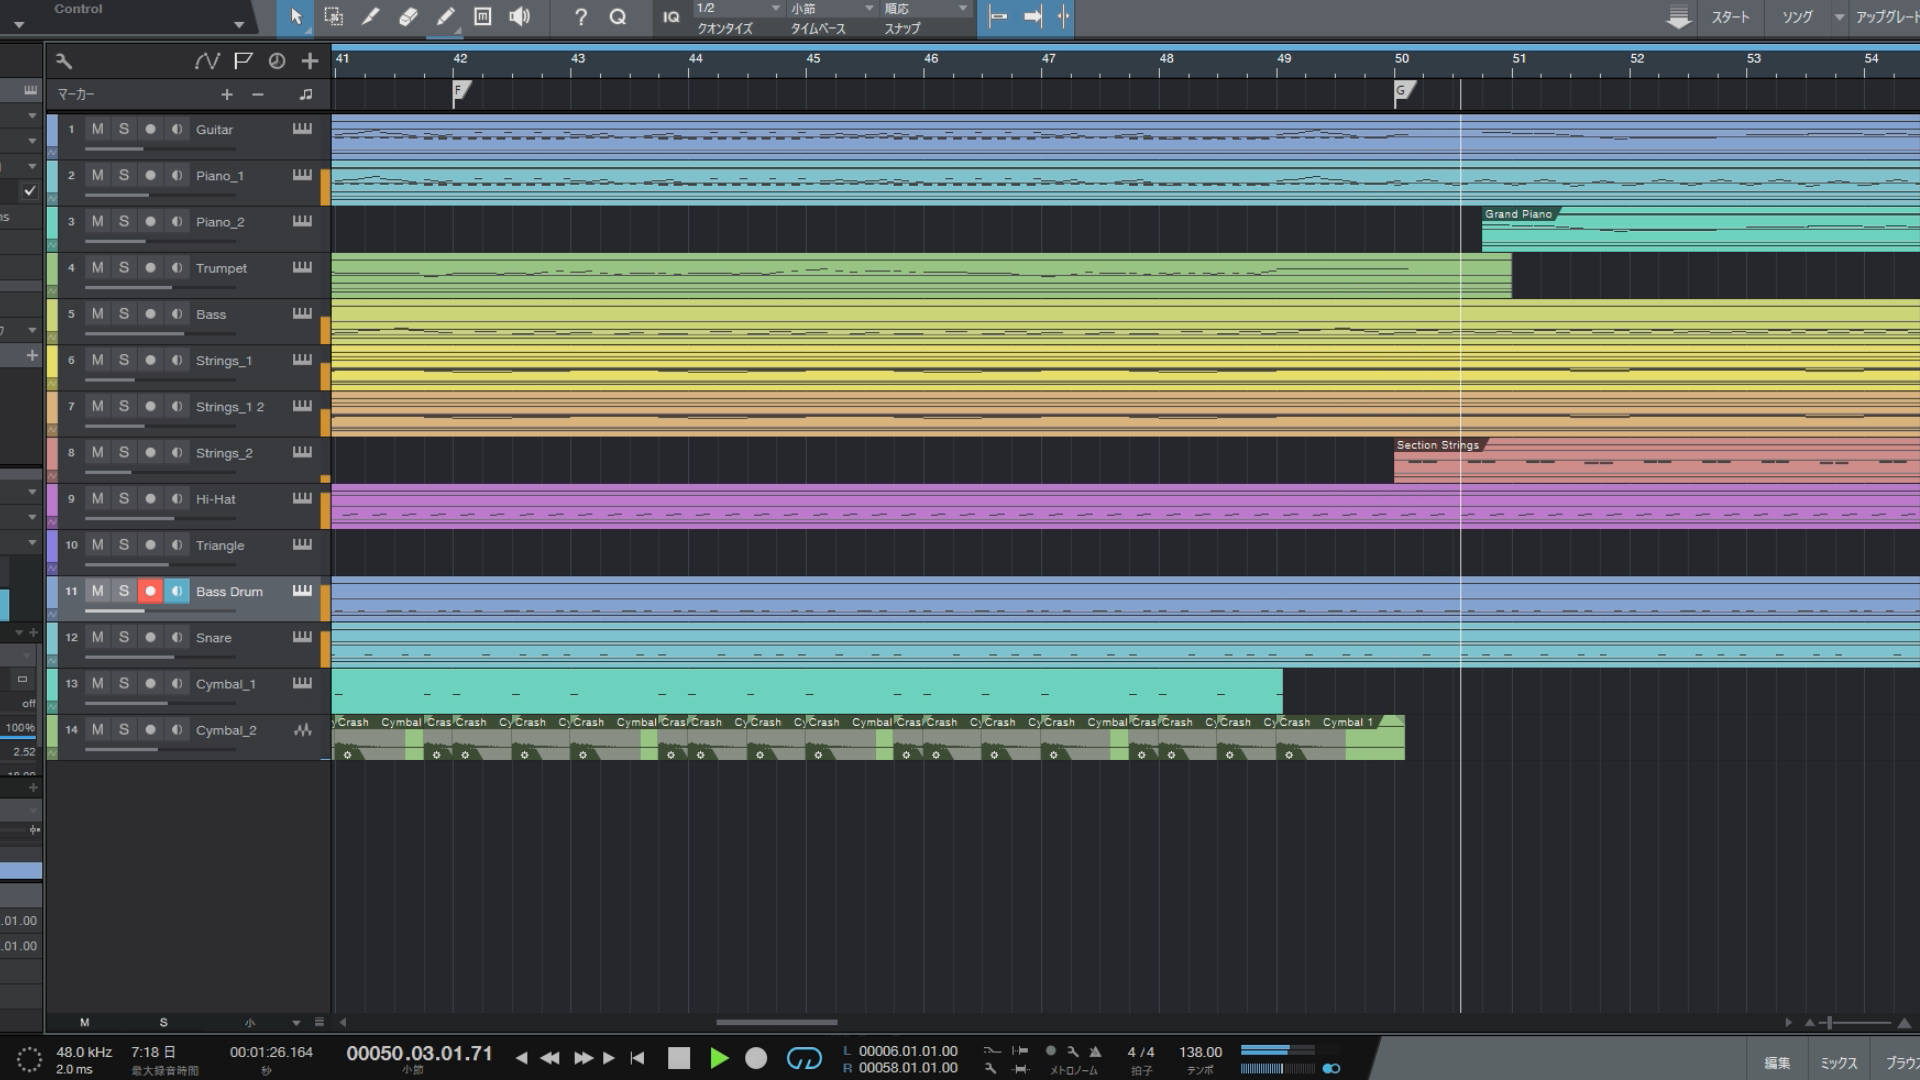 Control
IQ
1/2
クオンタイズ
小節
タイムベース
順応
スナップ
スタート
ソング
アップグレード
41 42 43 44 45 46 47 48 49 50 51 52 53 54
マーカー
F
G
1 M S Guitar
2 M S Piano_1
3 M S Piano_2
Grand Piano
4 M S Trumpet
5 M S Bass
6 M S Strings_1
7 M S Strings_1 2
8 M S Strings_2
Section Strings
9 M S Hi-Hat
10 M S Triangle
11 M S Bass Drum
12 M S Snare
13 M S Cymbal_1
14 M S Cymbal_2
Crash Cymbal Cras Crash Cy Crash Cy Crash Cymbal Cras Crash Cy Crash Cy Crash Cymbal Cras Crash Cy Crash Cy Crash Cymbal Cras Crash Cy Crash Cy Crash Cymbal 1
off
100%
2.52
.01.00
.01.00
M S 小
48.0 kHz
2.0 ms
7:18 日
最大録音時間
00:01:26.164
秒
00050.03.01.71
小節
L 00006.01.01.00
R 00058.01.01.00
メトロノーム
4 / 4
拍子
138.00
テンポ
編集
ミックス
ブラウ